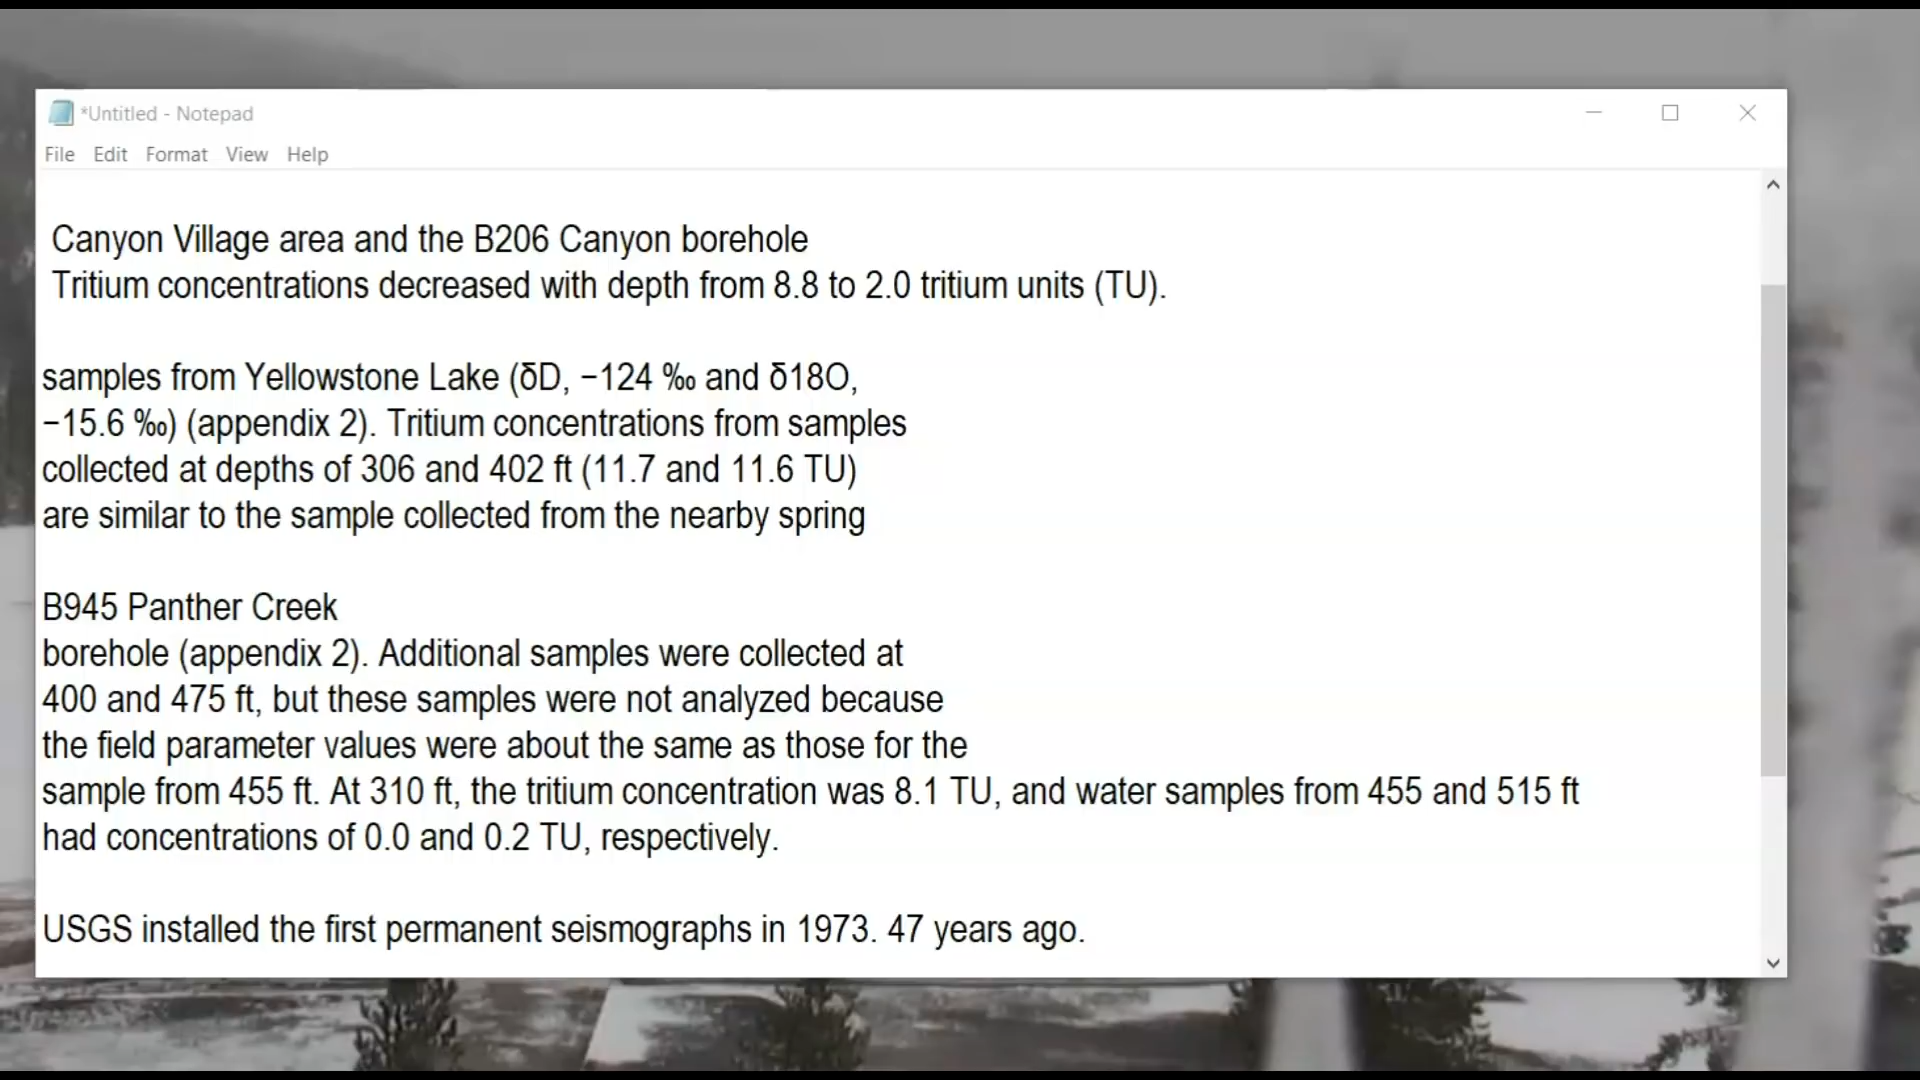 *Untitled - Notepad
File Edit Format View Help
Canyon Village area and the B206 Canyon borehole
Tritium concentrations decreased with depth from 8.8 to 2.0 tritium units (TU).
samples from Yellowstone Lake (δD, −124 ‰ and δ18O,
−15.6 ‰) (appendix 2). Tritium concentrations from samples
collected at depths of 306 and 402 ft (11.7 and 11.6 TU)
are similar to the sample collected from the nearby spring
B945 Panther Creek
borehole (appendix 2). Additional samples were collected at
400 and 475 ft, but these samples were not analyzed because
the field parameter values were about the same as those for the
sample from 455 ft. At 310 ft, the tritium concentration was 8.1 TU, and water samples from 455 and 515 ft
had concentrations of 0.0 and 0.2 TU, respectively.
USGS installed the first permanent seismographs in 1973. 47 years ago.